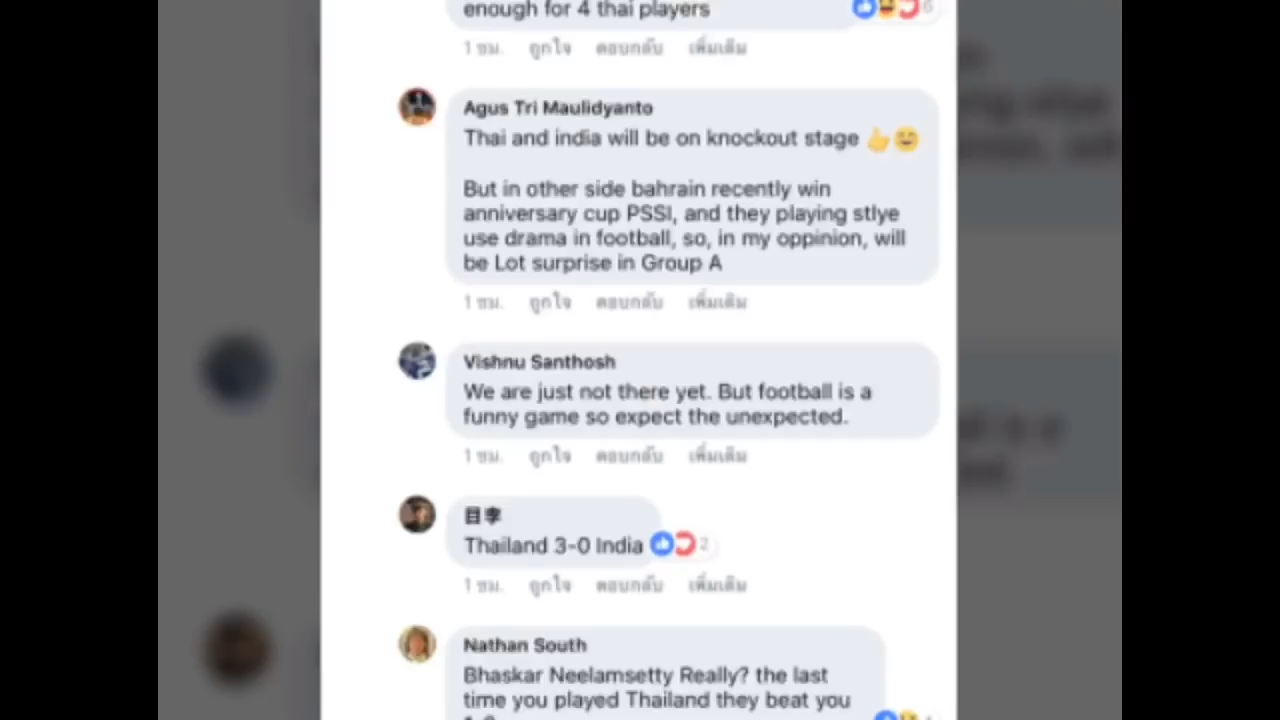 enough for 4 thai players
6
1 ชม. ถูกใจ ตอบกลับ เพิ่มเติม
Agus Tri Maulidyanto
Thai and india will be on knockout stage 👍😄
But in other side bahrain recently win
anniversary cup PSSI, and they playing stlye
use drama in football, so, in my oppinion, will
be Lot surprise in Group A
1 ชม. ถูกใจ ตอบกลับ เพิ่มเติม
Vishnu Santhosh
We are just not there yet. But football is a
funny game so expect the unexpected.
1 ชม. ถูกใจ ตอบกลับ เพิ่มเติม
目李
Thailand 3-0 India 2
1 ชม. ถูกใจ ตอบกลับ เพิ่มเติม
Nathan South
Bhaskar Neelamsetty Really? the last
time you played Thailand they beat you